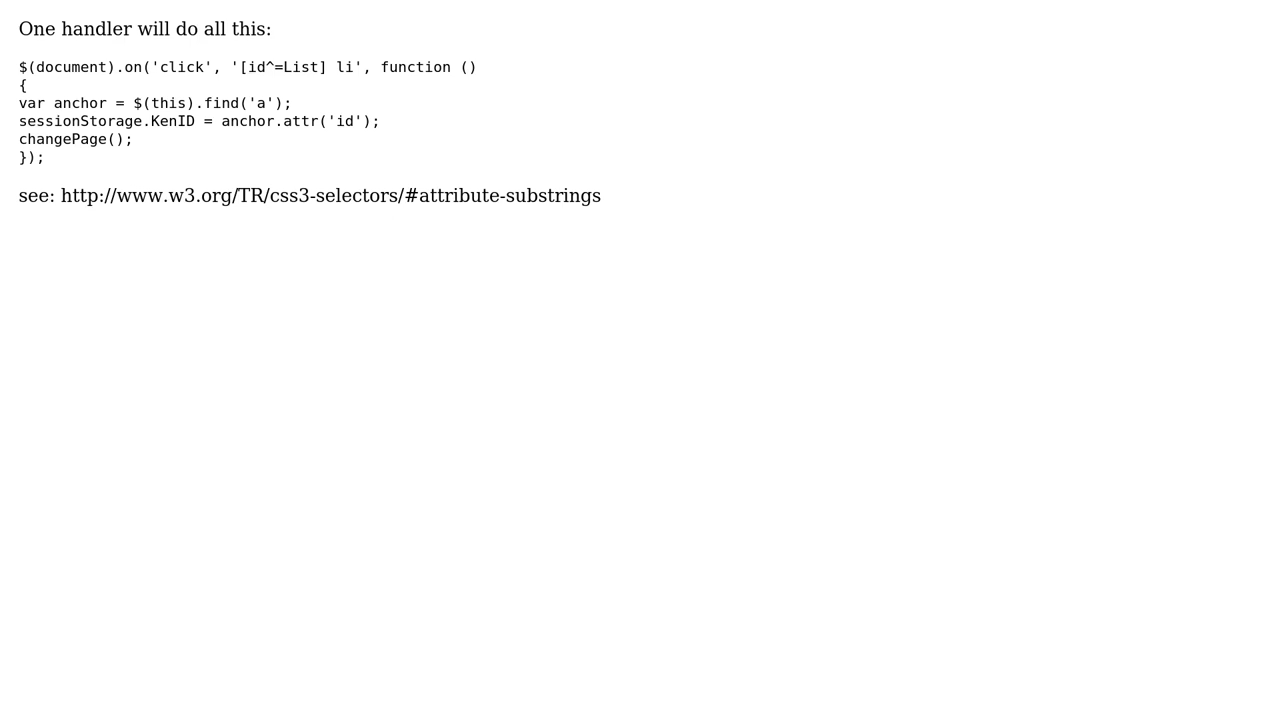 One handler will do all this:
$(document).on('click', '[id^=List] li', function ()
{
var anchor = $(this).find('a');
sessionStorage.KenID = anchor.attr('id');
changePage();
});
see: http://www.w3.org/TR/css3-selectors/#attribute-substrings